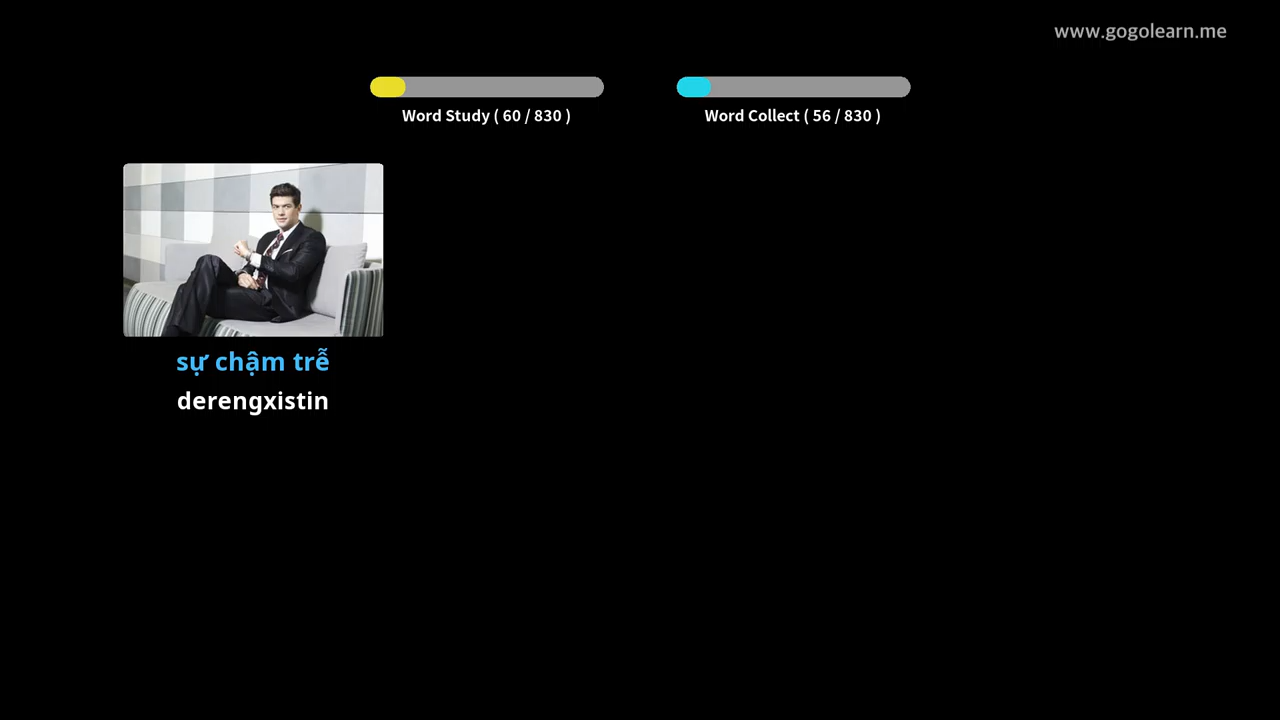 www.gogolearn.me
Word Study ( 60 / 830 )
Word Collect ( 56 / 830 )
sự chậm trễ
derengxistin